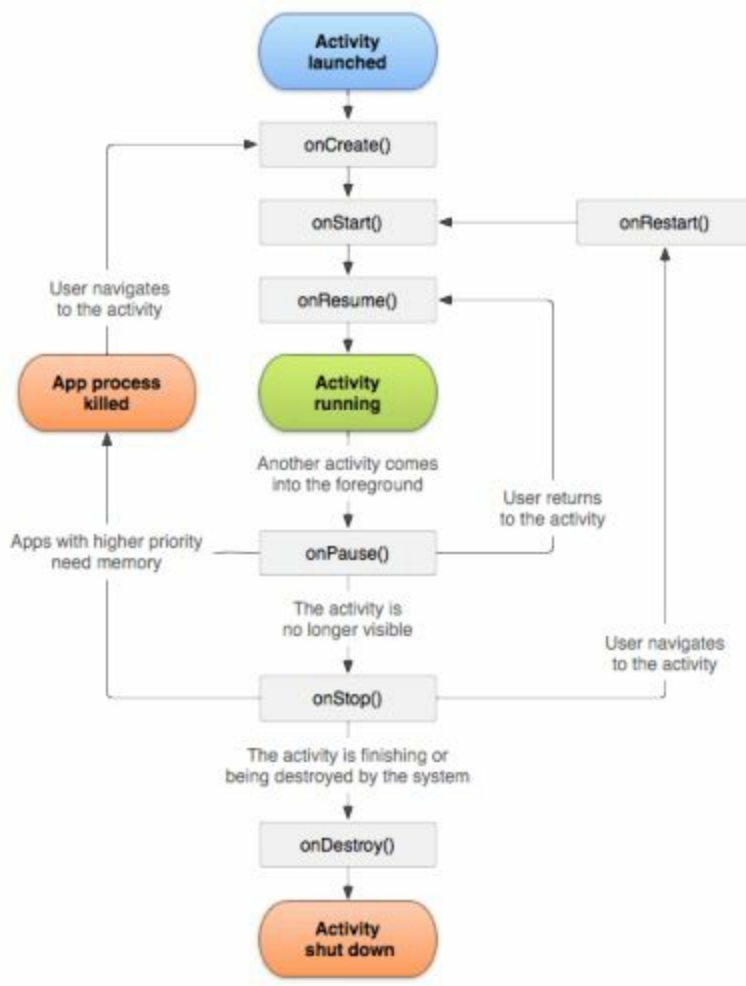 Activity
launched
onCreate()
onStart()
onRestart()
onResume()
User navigates
to the activity
App process
killed
Activity
running
Another activity comes
into the foreground
User returns
to the activity
Apps with higher priority
need memory
onPause()
The activity is
no longer visible
User navigates
to the activity
onStop()
The activity is finishing or
being destroyed by the system
onDestroy()
Activity
shut down